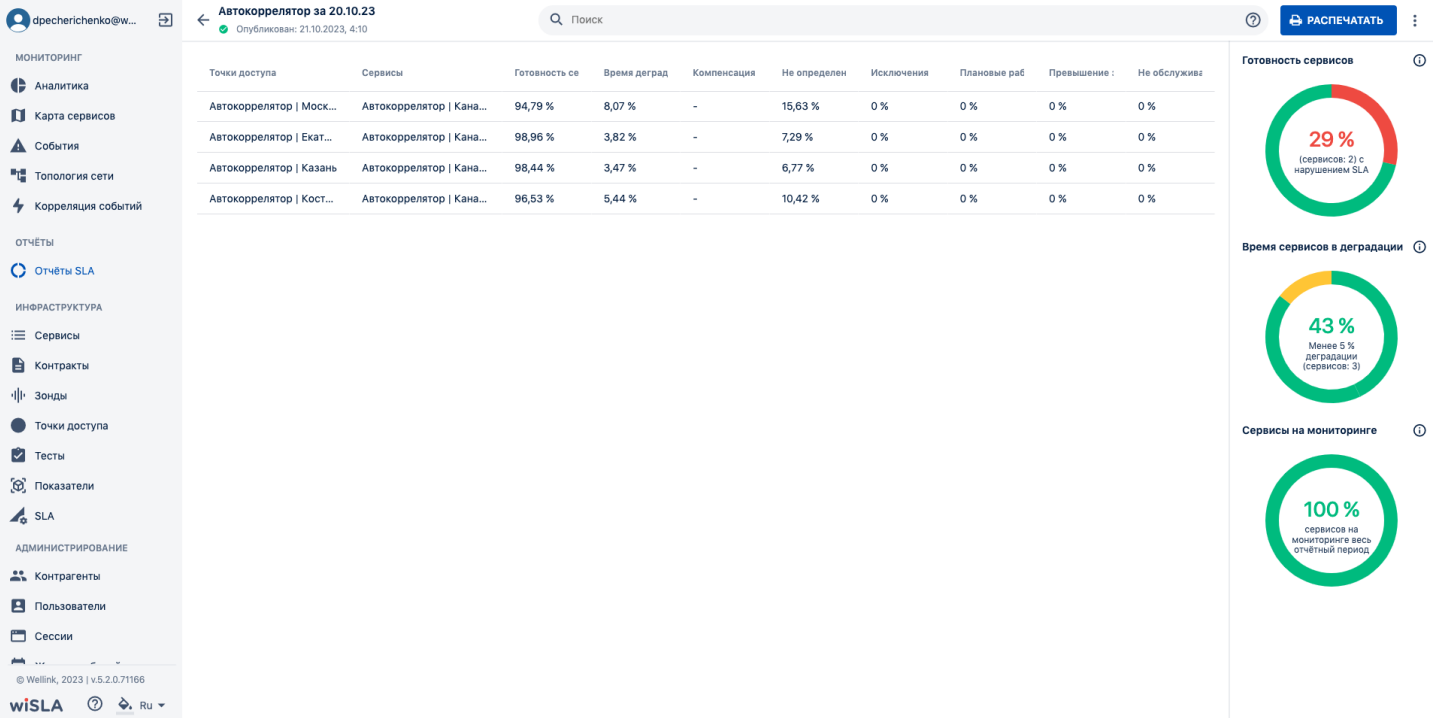 dpecherichenko@w...
МОНИТОРИНГ
Аналитика
Карта сервисов
События
Топология сети
Корреляция событий
ОТЧЁТЫ
Отчёты SLA
ИНФРАСТРУКТУРА
Сервисы
Контракты
Зонды
Точки доступа
Тесты
Показатели
SLA
АДМИНИСТРИРОВАНИЕ
Контрагенты
Пользователи
Сессии
© Wellink, 2023 | v.5.2.0.71166
wiSLA
Ru
Автокоррелятор за 20.10.23
Опубликован: 21.10.2023, 4:10
Поиск
РАСПЕЧАТАТЬ
Точки доступа Сервисы Готовность се Время деград Компенсация Не определен Исключения Плановые раб Превышение Не обслужива
Автокоррелятор | Моск... Автокоррелятор | Кана... 94,79 % 8,07 % - 15,63 % 0 % 0 % 0 % 0 %
Автокоррелятор | Екат... Автокоррелятор | Кана... 98,96 % 3,82 % - 7,29 % 0 % 0 % 0 % 0 %
Автокоррелятор | Казань Автокоррелятор | Кана... 98,44 % 3,47 % - 6,77 % 0 % 0 % 0 % 0 %
Автокоррелятор | Кост... Автокоррелятор | Кана... 96,53 % 5,44 % - 10,42 % 0 % 0 % 0 % 0 %
Готовность сервисов
29 %
(сервисов: 2) с
нарушением SLA
Время сервисов в деградации
43 %
Менее 5 %
деградации
(сервисов: 3)
Сервисы на мониторинге
100 %
сервисов на
мониторинге весь
отчётный период